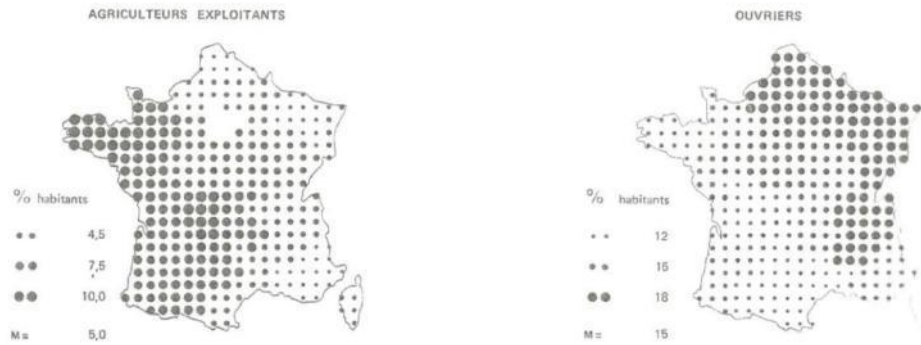 AGRICULTEURS EXPLOITANTS
% habitants
4,5
7,5
10,0
M = 5,0
OUVRIERS
% habitants
12
15
18
M = 15